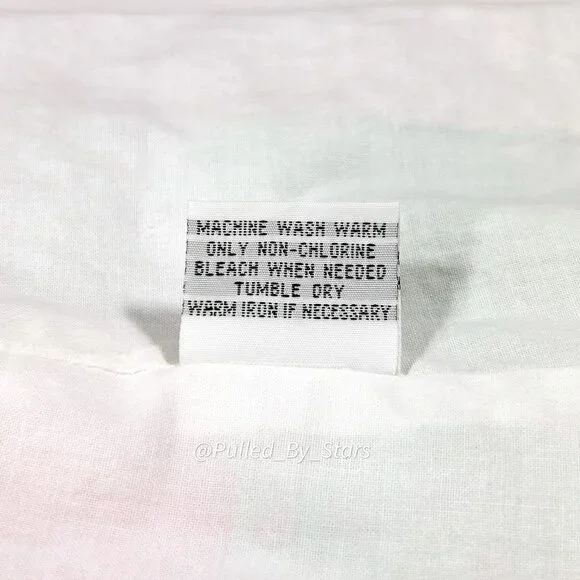 MACHINE WASH WARM
ONLY NON-CHLORINE
BLEACH WHEN NEEDED
TUMBLE DRY
WARM IRON IF NECESSARY
@Pulled_By_Stars